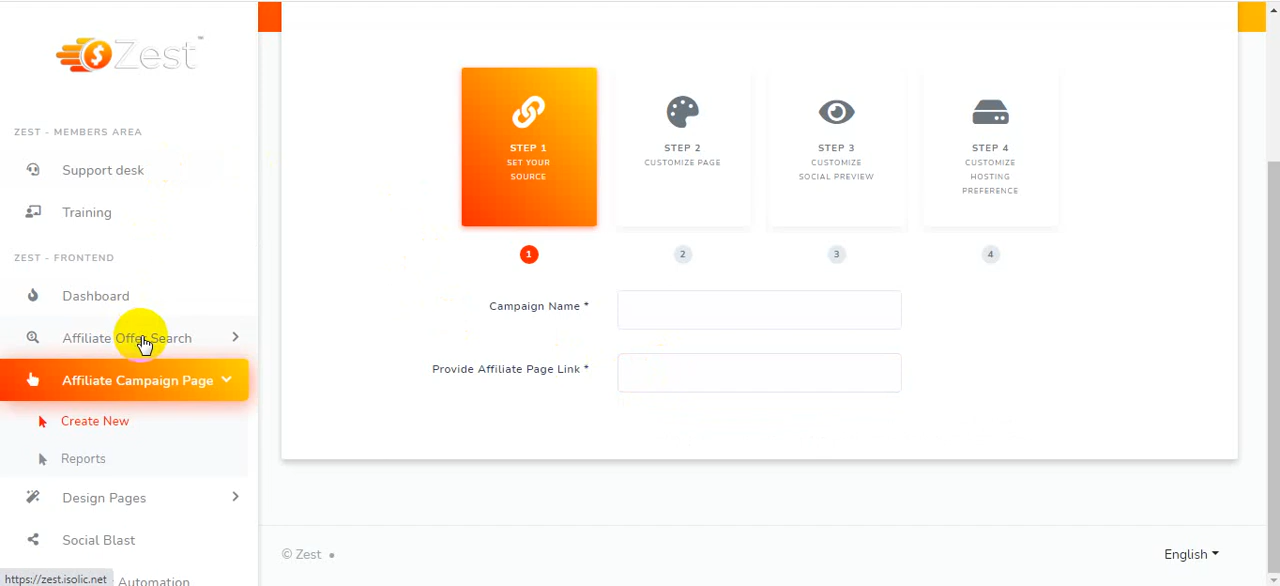 Zest™
ZEST - MEMBERS AREA
Support desk
Training
ZEST - FRONTEND
Dashboard
Affiliate Offer Search
Affiliate Campaign Page
Create New
Reports
Design Pages
Social Blast
Automation
https://zest.isolic.net
STEP 1
SET YOUR
SOURCE
STEP 2
CUSTOMIZE PAGE
STEP 3
CUSTOMIZE
SOCIAL PREVIEW
STEP 4
CUSTOMIZE
HOSTING
PREFERENCE
1
2
3
4
Campaign Name *
Provide Affiliate Page Link *
© Zest •
English